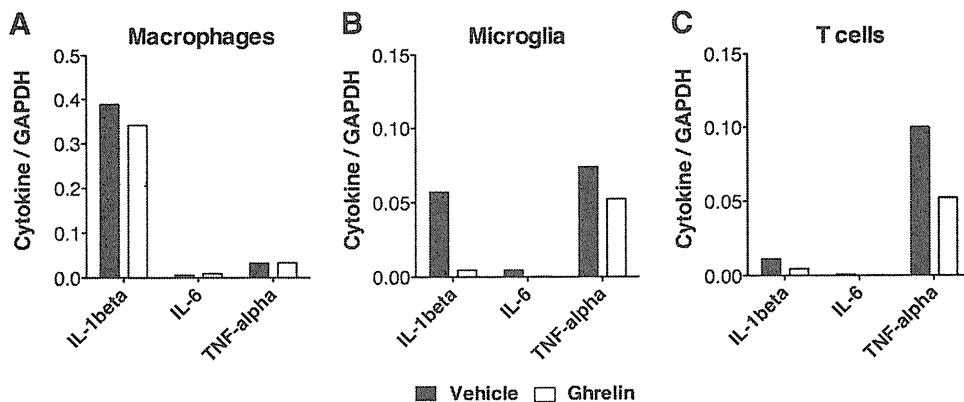 A
Macrophages
Cytokine / GAPDH
0.5
0.4
0.3
0.2
0.1
0.0
IL-1beta
IL-6
TNF-alpha
B
Microglia
Cytokine / GAPDH
0.15
0.10
0.05
0.00
IL-1beta
IL-6
TNF-alpha
C
T cells
Cytokine / GAPDH
0.15
0.10
0.05
0.00
IL-1beta
IL-6
TNF-alpha
Vehicle Ghrelin